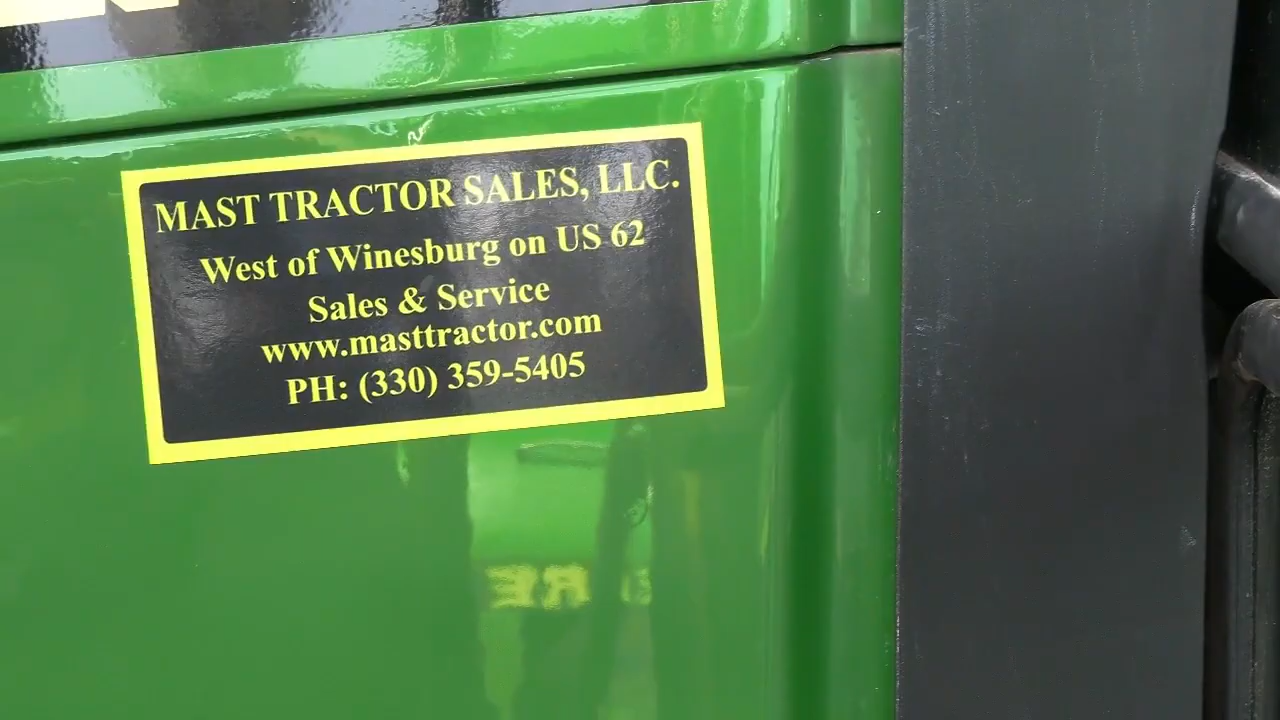 MAST TRACTOR SALES, LLC.
West of Winesburg on US 62
Sales & Service
www.masttractor.com
PH: (330) 359-5405